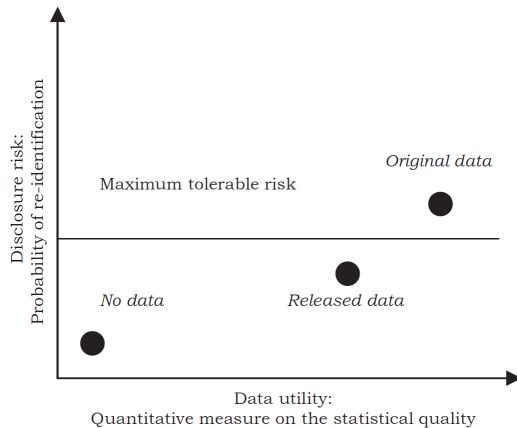 Disclosure risk:
Probability of re-identification
Original data
Maximum tolerable risk
No data
Released data
Data utility:
Quantitative measure on the statistical quality